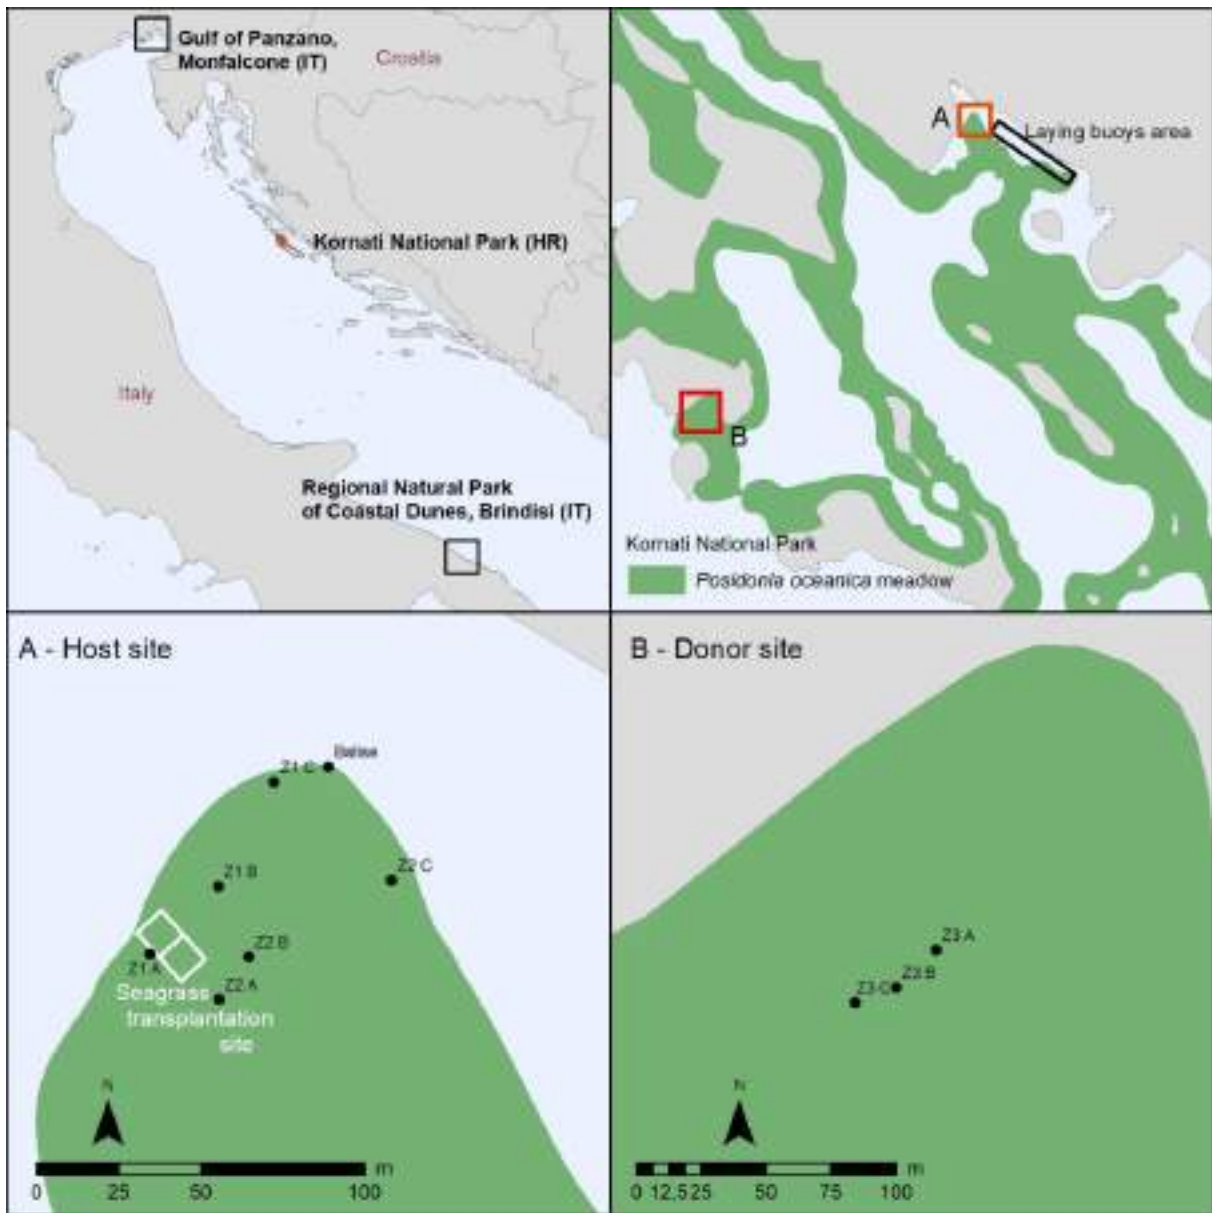 Gulf of Panzano,
Monfalcone (IT)
Croatia
Kornati National Park (HR)
Italy
Regional Natural Park
of Coastal Dunes, Brindisi (IT)
A
Laying buoys area
B
Kornati National Park
Posidonia oceanica meadow
A - Host site
Z1 C
Z1 B
Z2 C
Z2 B
Z1 A
Z2 A
Seagrass
transplantation
site
N
m
0 25 50 100
B - Donor site
Z3 A
Z3 B
Z3 C
N
m
0 12,5 25 50 75 100